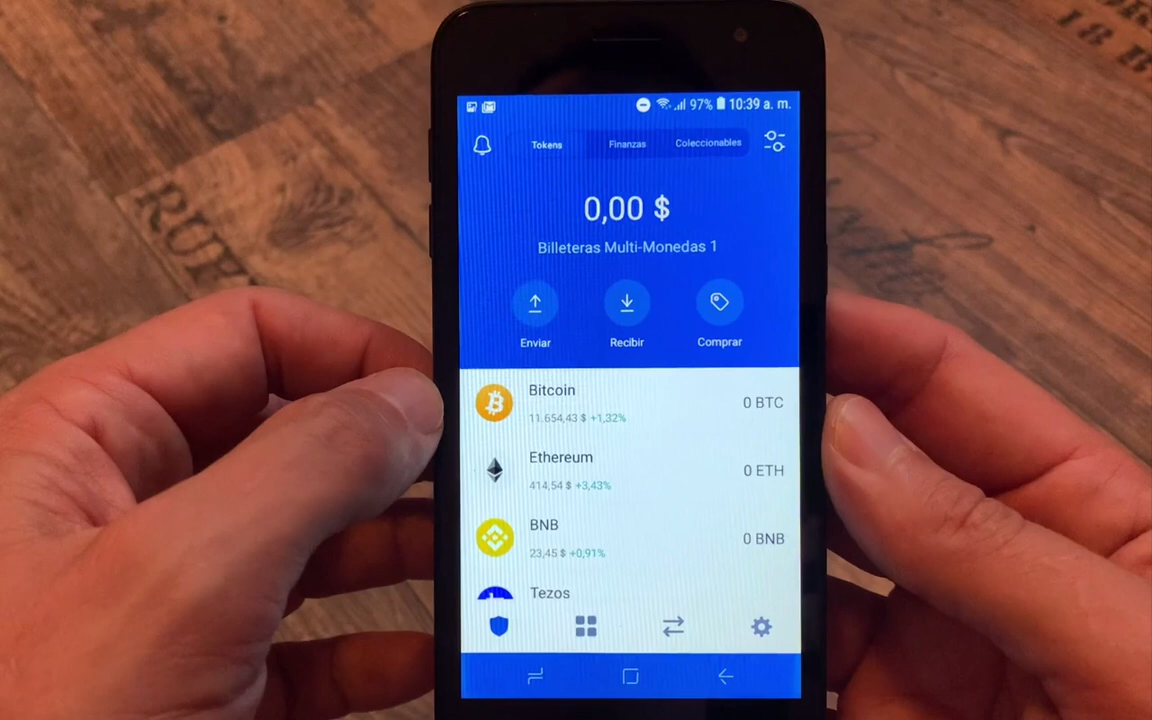 97% 10:39 a. m.
Tokens Finanzas Coleccionables
0,00 $
Billeteras Multi-Monedas 1
Enviar Recibir Comprar
Bitcoin
11.654,43 $ +1,32%
0 BTC
Ethereum
414,54 $ +3,43%
0 ETH
BNB
23,45 $ +0,91%
0 BNB
Tezos
18 B